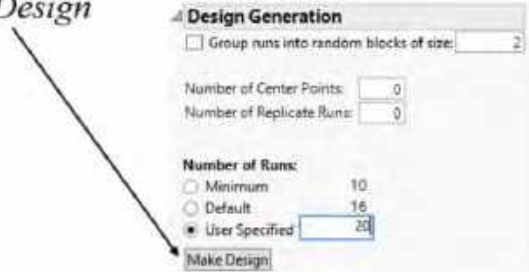 Design
Design Generation
Group runs into random blocks of size: 2
Number of Center Points: 0
Number of Replicate Runs: 0
Number of Runs:
Minimum 10
Default 16
User Specified 20
Make Design